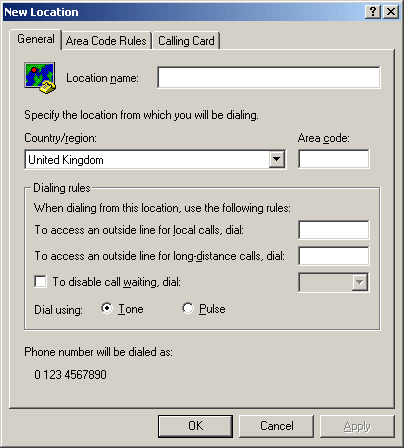 New Location
General Area Code Rules Calling Card
Location name:
Specify the location from which you will be dialing.
Country/region: Area code:
United Kingdom
Dialing rules
When dialing from this location, use the following rules:
To access an outside line for local calls, dial:
To access an outside line for long-distance calls, dial:
To disable call waiting, dial:
Dial using: Tone Pulse
Phone number will be dialed as:
0 123 4567890
OK Cancel Apply